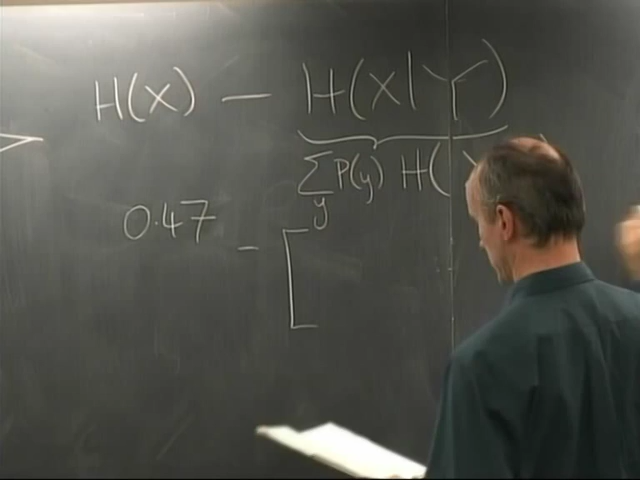 H(X) − H(X|Y)
∑ P(y) H(
y
0.47 − [